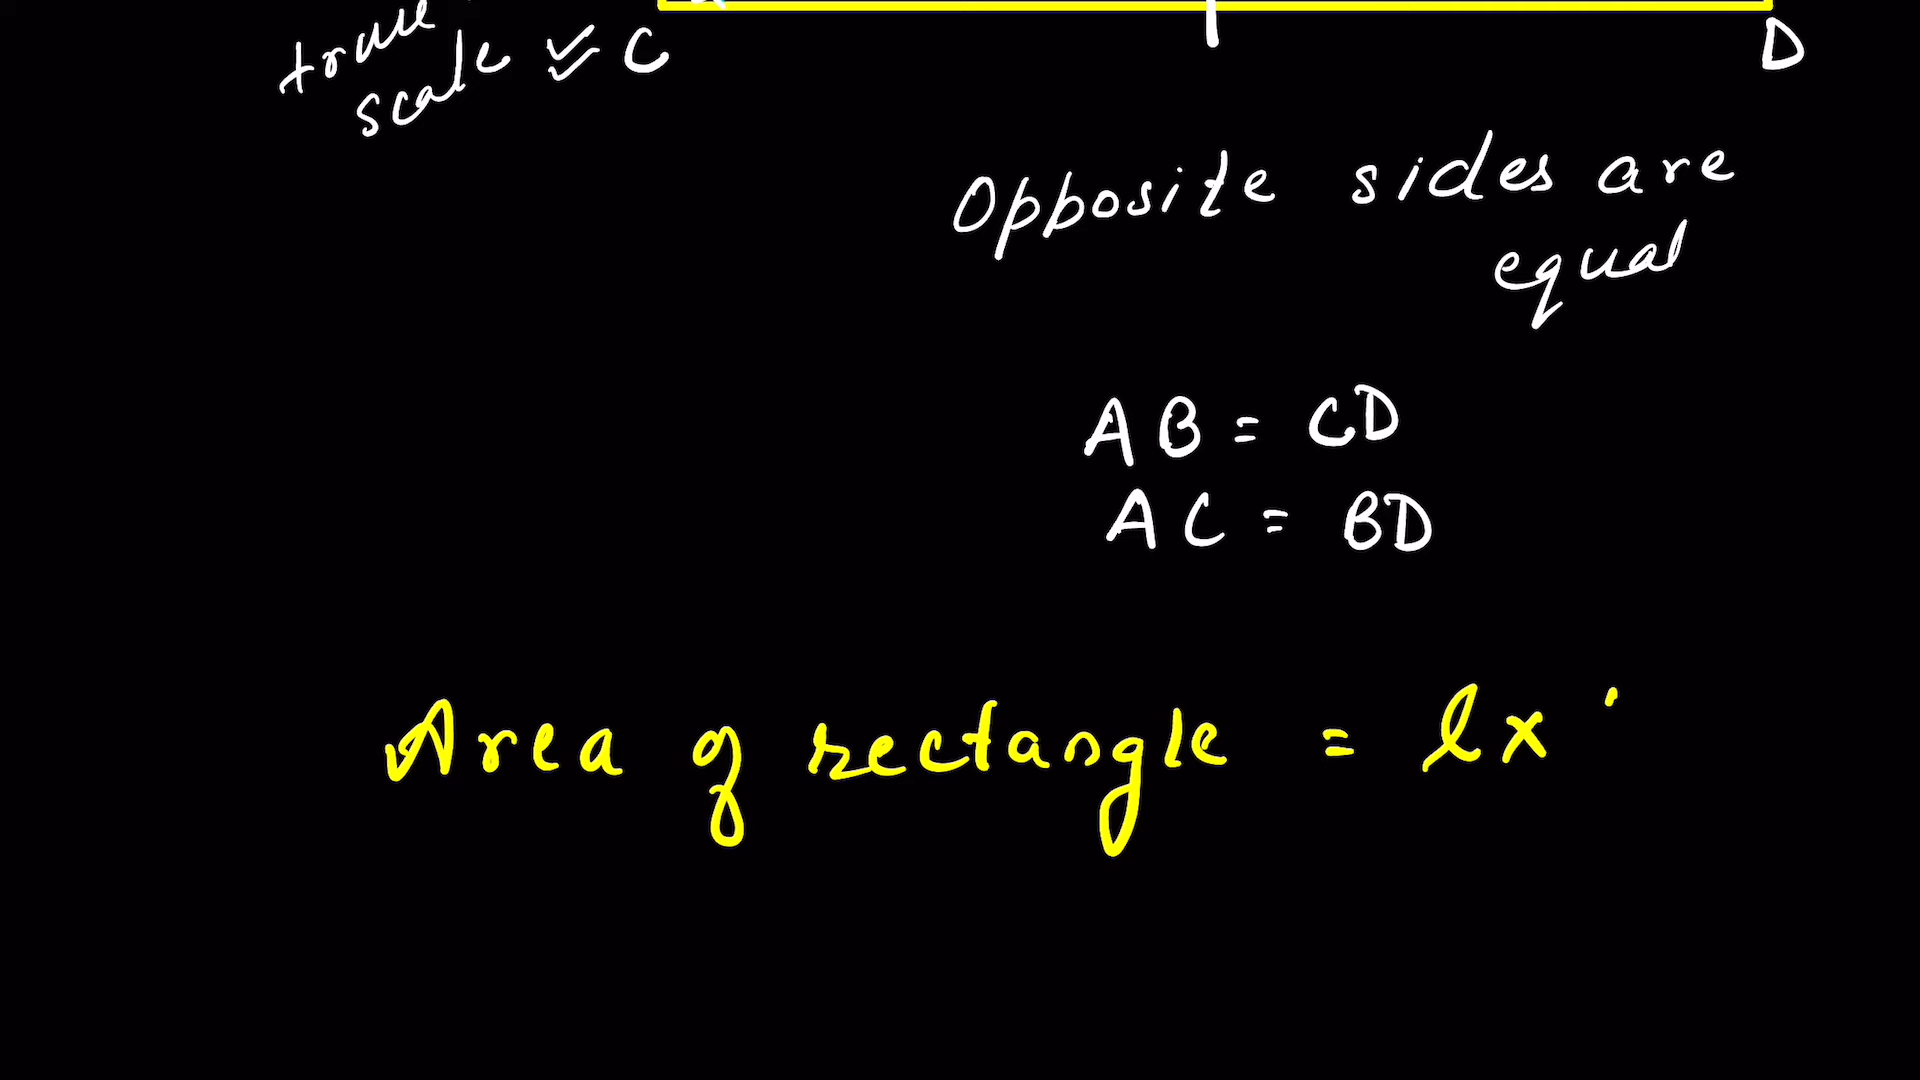 true
scale C
D
Opposite sides are
equal
AB = CD
AC = BD
Area of rectangle = l x